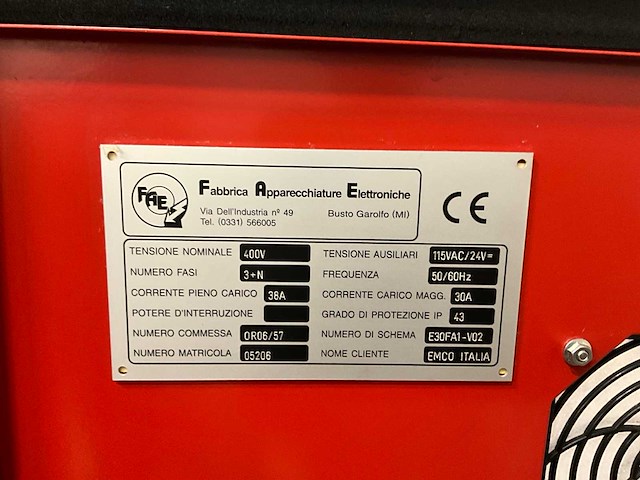 FAE
Fabbrica Apparecchiature Elettroniche
Via Dell'Industria nº 49
Tel. (0331) 566005
Busto Garolfo (MI)
CE
TENSIONE NOMINALE 400V
NUMERO FASI 3+N
CORRENTE PIENO CARICO 38A
POTERE D'INTERRUZIONE
NUMERO COMMESSA OR06/57
NUMERO MATRICOLA 05206
TENSIONE AUSILIARI 115VAC/24V=
FREQUENZA 50/60Hz
CORRENTE CARICO MAGG. 30A
GRADO DI PROTEZIONE IP 43
NUMERO DI SCHEMA E30FA1-V02
NOME CLIENTE EMCO ITALIA